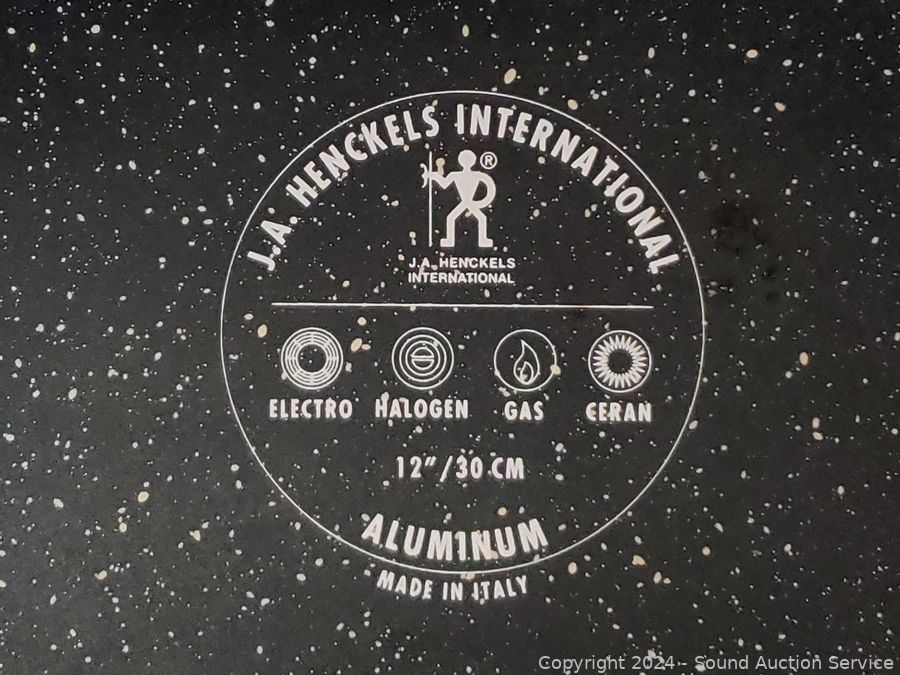 J.A. HENCKELS INTERNATIONAL
®
J.A. HENCKELS
INTERNATIONAL
ELECTRO HALOGEN GAS CERAN
12"/30 CM
ALUMINUM
MADE IN ITALY
Copyright 2024 - Sound Auction Service